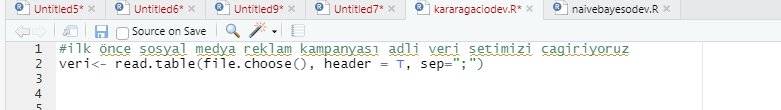 Untitled5* Untitled6* Untitled9* Untitled7* kararagaciodev.R* naivebayesodev.R
Source on Save
1 #ilk önce sosyal medya reklam kampanyası adli veri setimizi cagiriyoruz
2 veri<- read.table(file.choose(), header = T, sep=";")
3
4
5